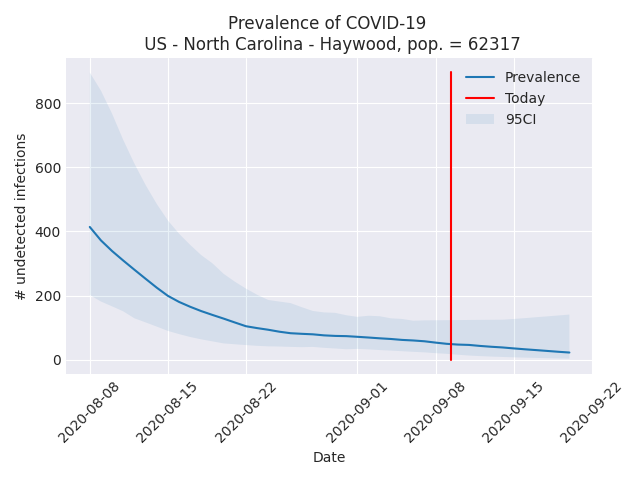 Prevalence of COVID-19
US - North Carolina - Haywood, pop. = 62317
Prevalence
Today
95CI
# undetected infections
800
600
400
200
0
2020-08-08
2020-08-15
2020-08-22
2020-09-01
2020-09-08
2020-09-15
2020-09-22
Date